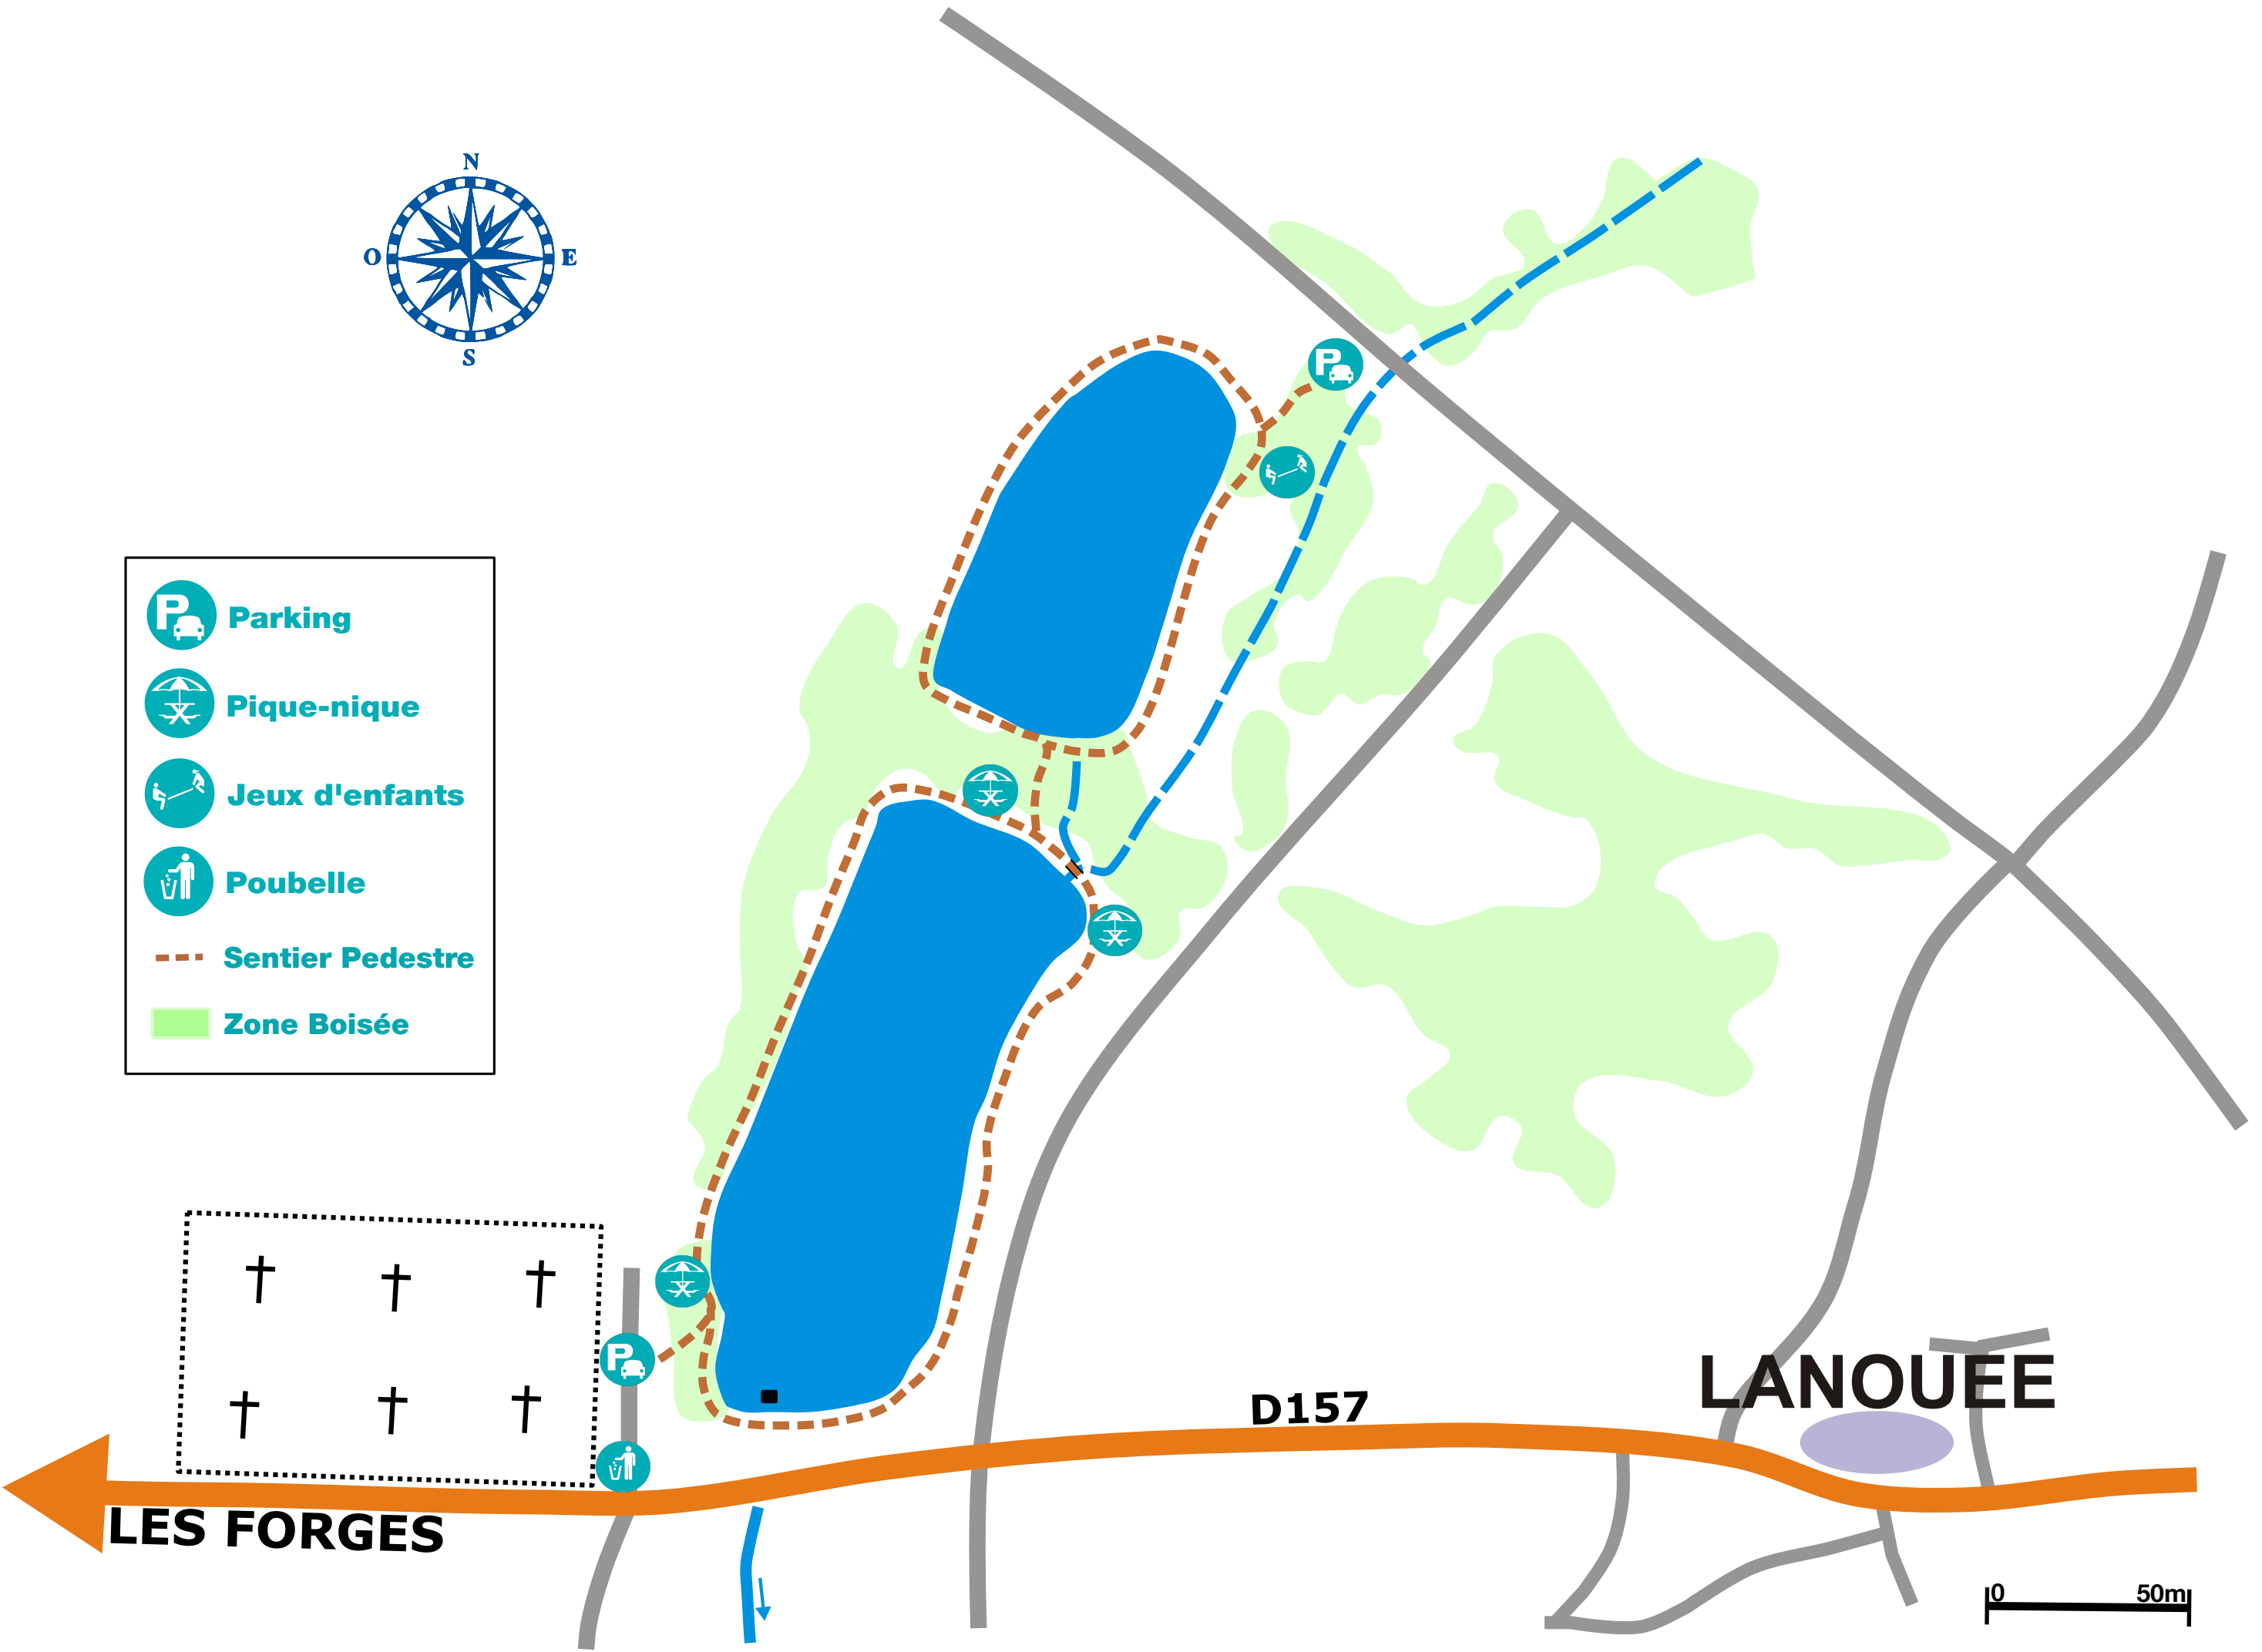 N
O
E
S
P
P
Parking
Pique-nique
Jeux d'enfants
Poubelle
Sentier Pedestre
Zone Boisée
P
LANOUEE
D157
LES FORGES
0
50m